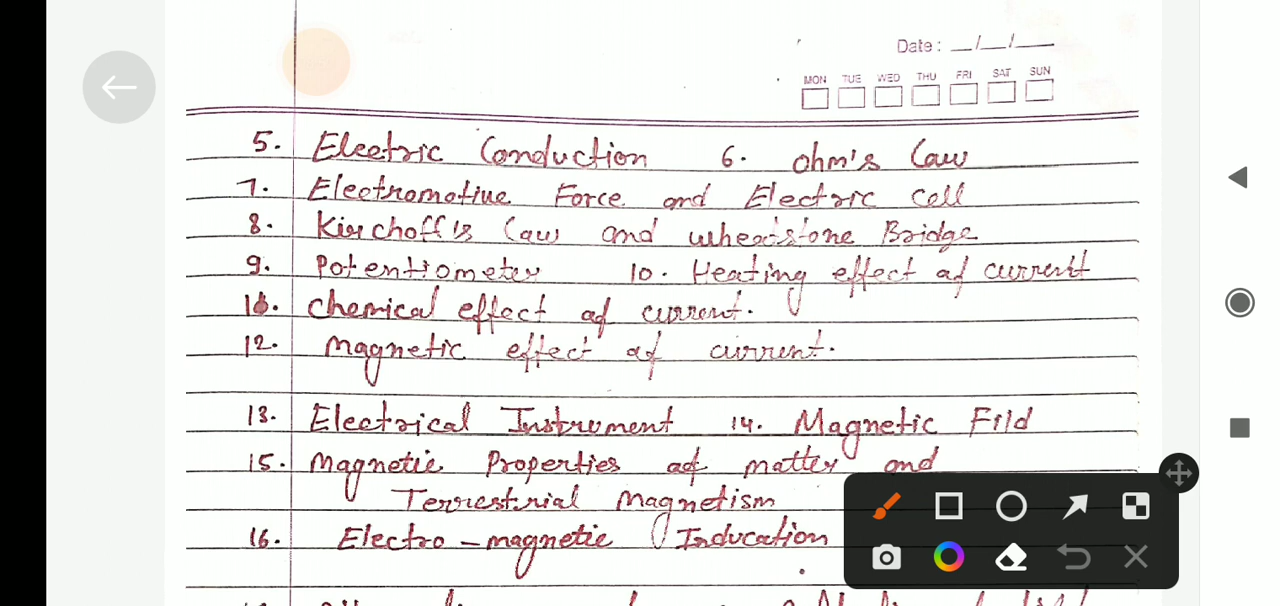 Date : __/__/__
MON TUE WED THU FRI SAT SUN
5. Electric Conduction 6. ohm's Law
7. Electromotive Force and Electric Cell
8. Kirchoff's Law and wheatstone Bridge
9. Potentiometer 10. Heating effect of current
11. chemical effect of current.
12. Magnetic effect of current.
13. Electrical Instrument 14. Magnetic Fild
15. Magnetic Properties of matter and
Terrestrial Magnetism
16. Electro-magnetic Inducation